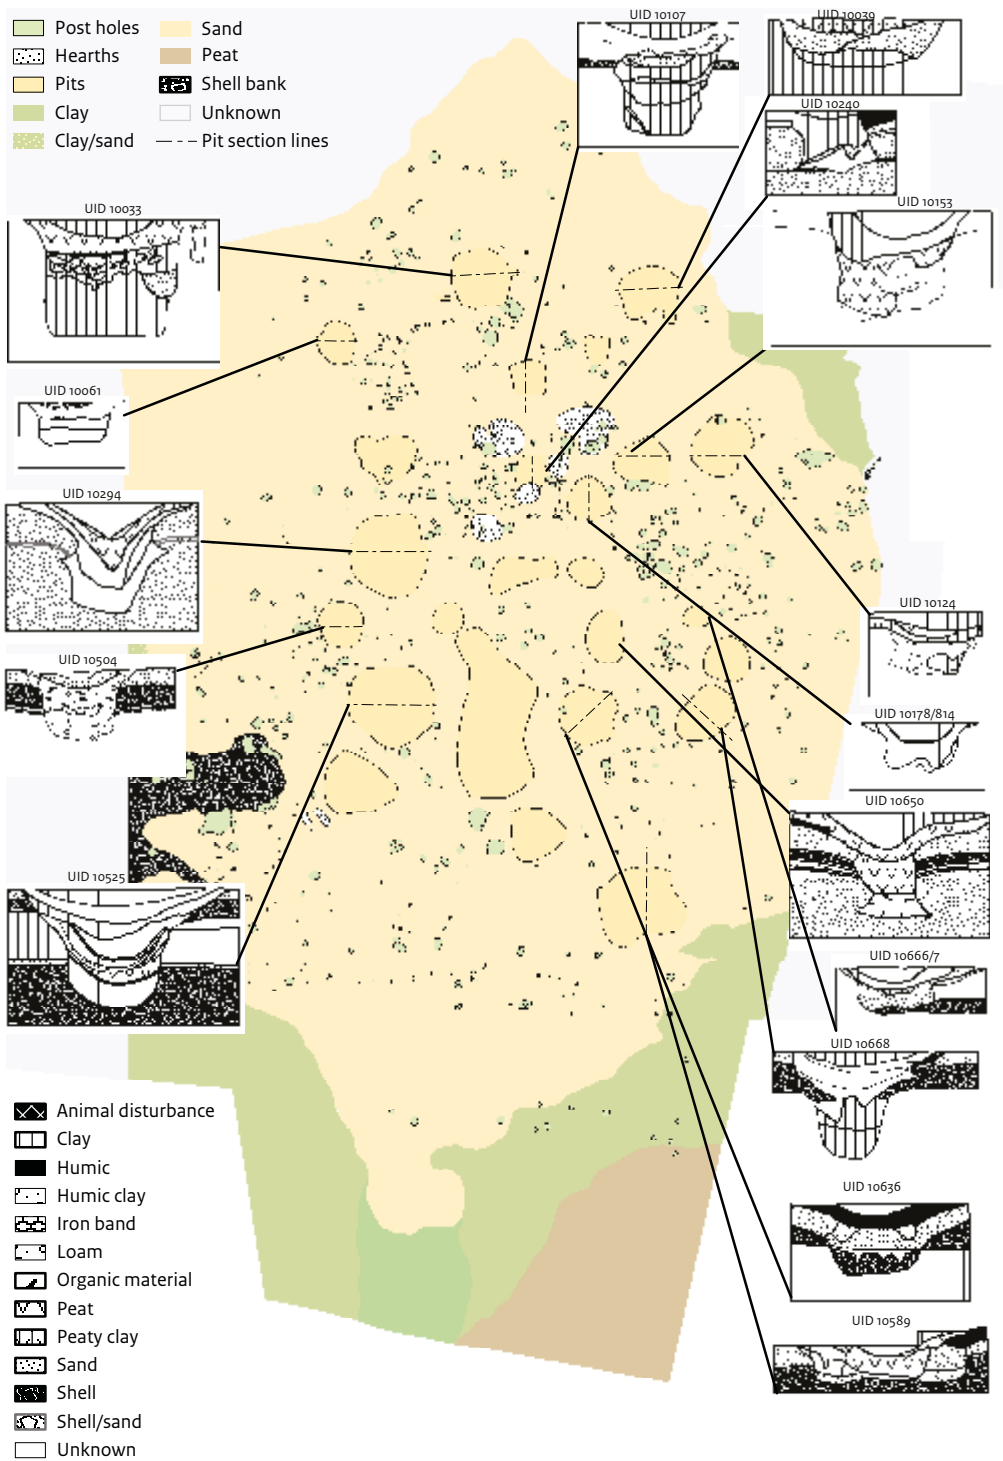 Post holes
Hearths
Pits
Clay
Clay/sand
Sand
Peat
Shell bank
Unknown
Pit section lines
UID 10107
UID 10039
UID 10240
UID 10153
UID 10033
UID 10061
UID 10294
UID 10504
UID 10124
UID 10178/814
UID 10650
UID 10525
UID 10666/7
UID 10668
UID 10636
UID 10589
Animal disturbance
Clay
Humic
Humic clay
Iron band
Loam
Organic material
Peat
Peaty clay
Sand
Shell
Shell/sand
Unknown